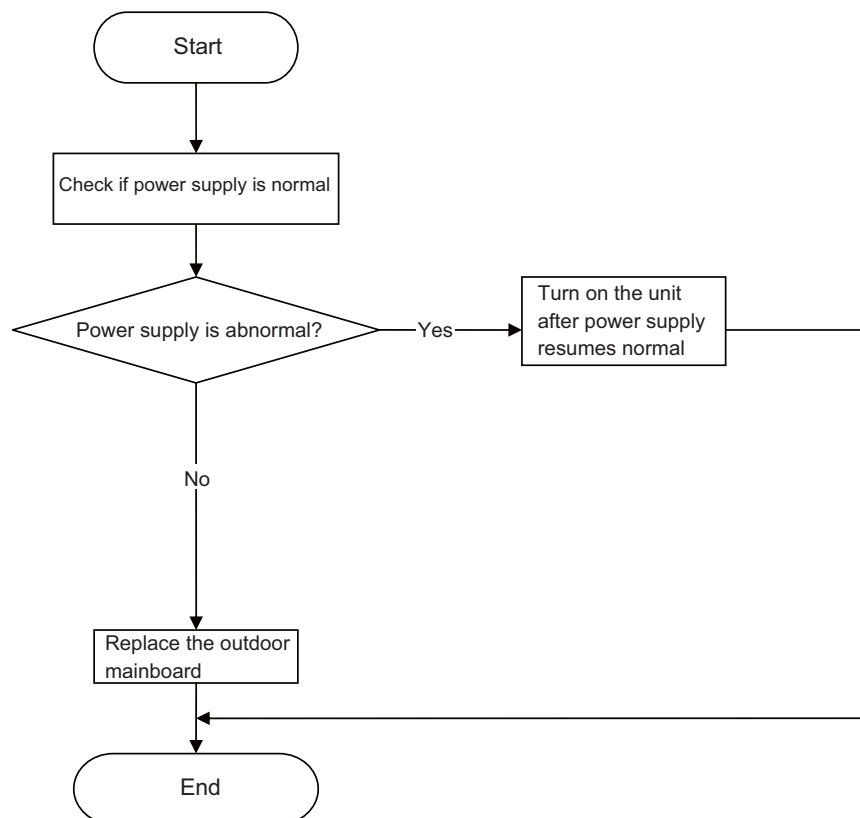 Start
Check if power supply is normal
Power supply is abnormal?
Yes
Turn on the unit
after power supply
resumes normal
No
Replace the outdoor
mainboard
End